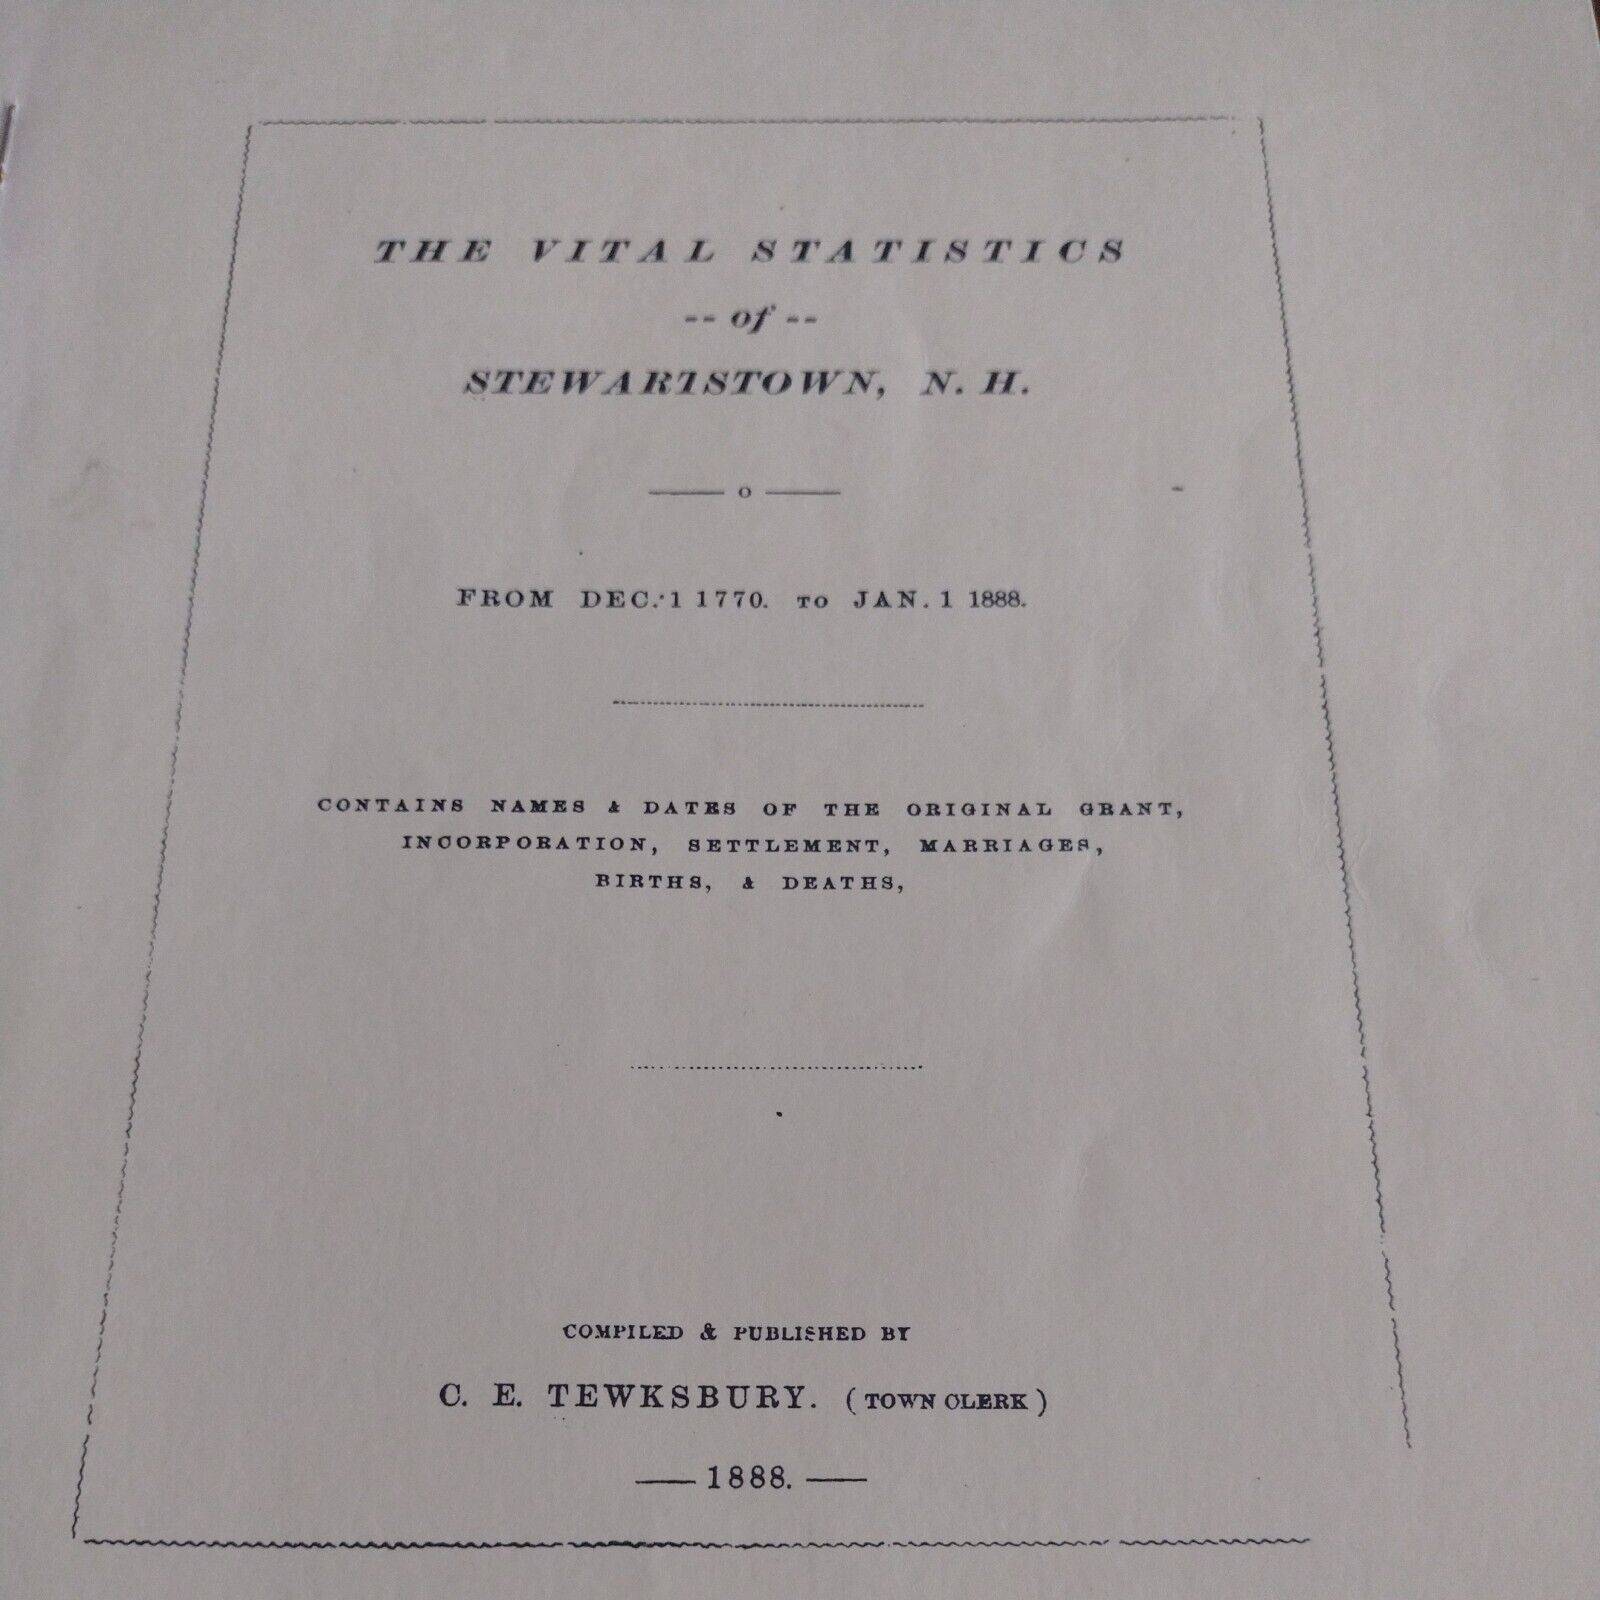 THE VITAL STATISTICS
-- of --
STEWARTSTOWN, N. H.
— o —
FROM DEC. 1 1770. TO JAN. 1 1888.
CONTAINS NAMES & DATES OF THE ORIGINAL GRANT,
INCORPORATION, SETTLEMENT, MARRIAGES,
BIRTHS, & DEATHS,
COMPILED & PUBLISHED BY
C. E. TEWKSBURY. (TOWN CLERK)
— 1888. —